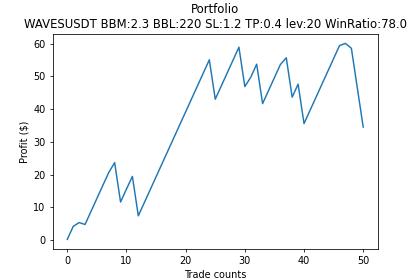 Portfolio
WAVESUSDT BBM:2.3 BBL:220 SL:1.2 TP:0.4 lev:20 WinRatio:78.0
60
50
40
30
20
10
0
Profit ($)
0 10 20 30 40 50
Trade counts